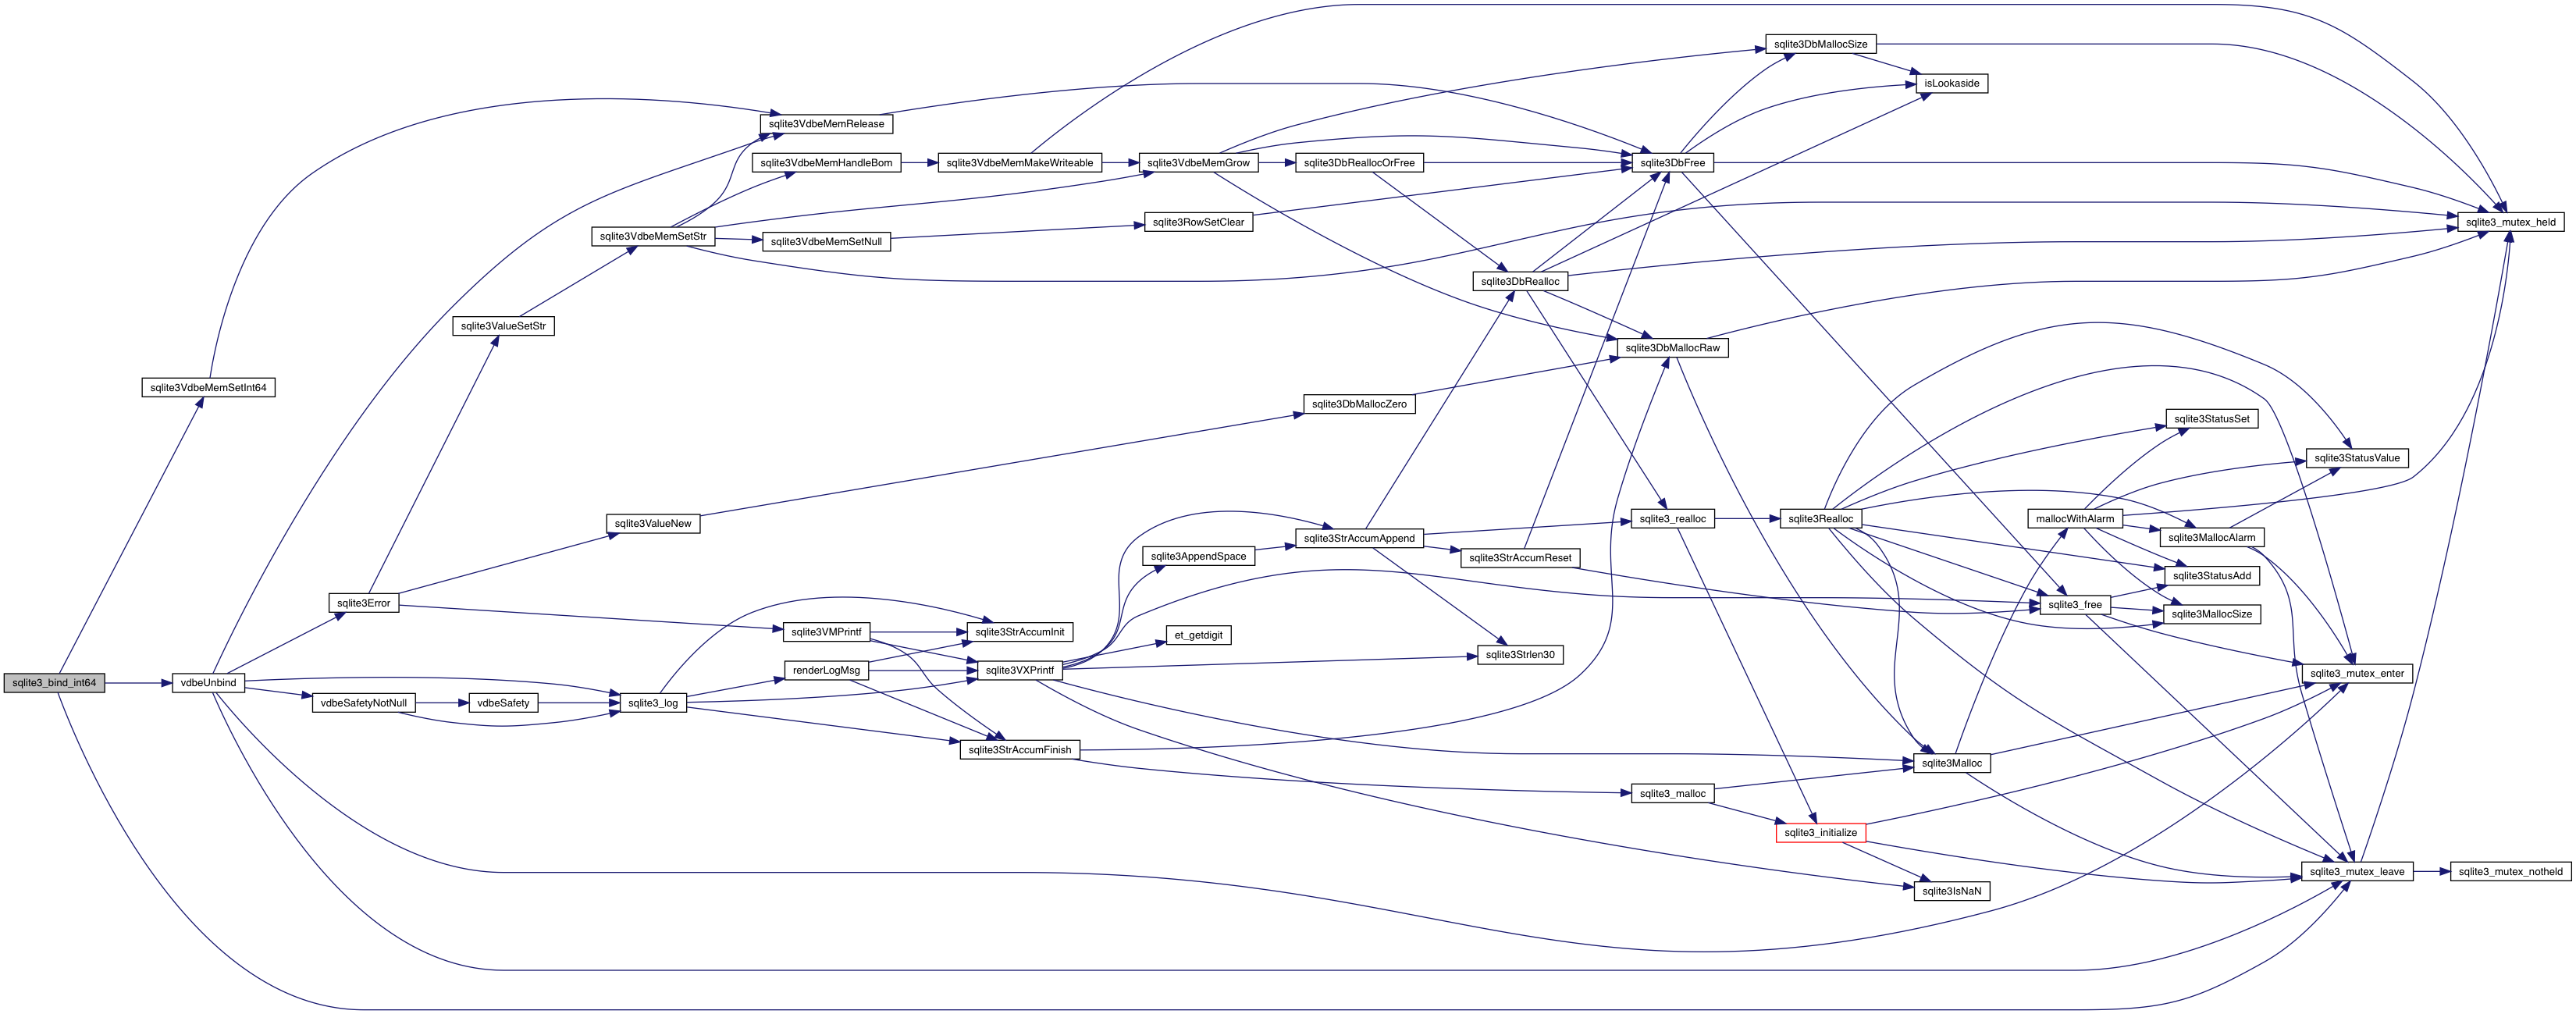 sqlite3_bind_int64
sqlite3VdbeMemSetInt64
vdbeUnbind
sqlite3Error
vdbeSafetyNotNull
sqlite3ValueSetStr
vdbeSafety
sqlite3VdbeMemSetStr
sqlite3ValueNew
sqlite3_log
sqlite3VdbeMemRelease
sqlite3VdbeMemHandleBom
sqlite3VdbeMemSetNull
sqlite3VMPrintf
renderLogMsg
sqlite3VdbeMemMakeWriteable
sqlite3StrAccumInit
sqlite3VXPrintf
sqlite3StrAccumFinish
sqlite3VdbeMemGrow
sqlite3RowSetClear
sqlite3AppendSpace
et_getdigit
sqlite3DbReallocOrFree
sqlite3DbMallocZero
sqlite3StrAccumAppend
sqlite3DbRealloc
sqlite3StrAccumReset
sqlite3Strlen30
sqlite3DbFree
sqlite3DbMallocRaw
sqlite3_realloc
sqlite3_malloc
sqlite3DbMallocSize
sqlite3Realloc
sqlite3_initialize
isLookaside
sqlite3Malloc
sqlite3IsNaN
mallocWithAlarm
sqlite3_free
sqlite3StatusSet
sqlite3MallocAlarm
sqlite3StatusAdd
sqlite3MallocSize
sqlite3StatusValue
sqlite3_mutex_enter
sqlite3_mutex_leave
sqlite3_mutex_held
sqlite3_mutex_notheld